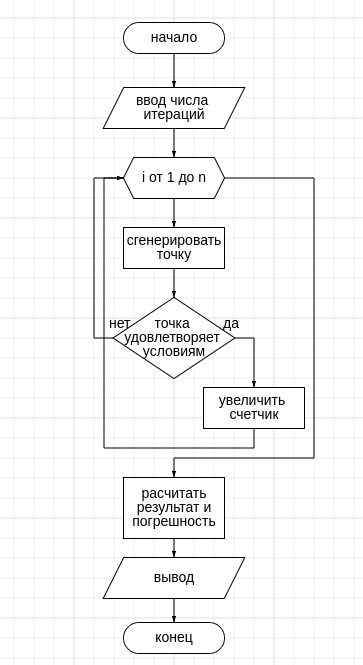 начало
ввод числа
итераций
i от 1 до n
сгенерировать
точку
нет
да
точка
удовлетворяет
условиям
увеличить
счетчик
расчитать
результат и
погрешность
вывод
конец